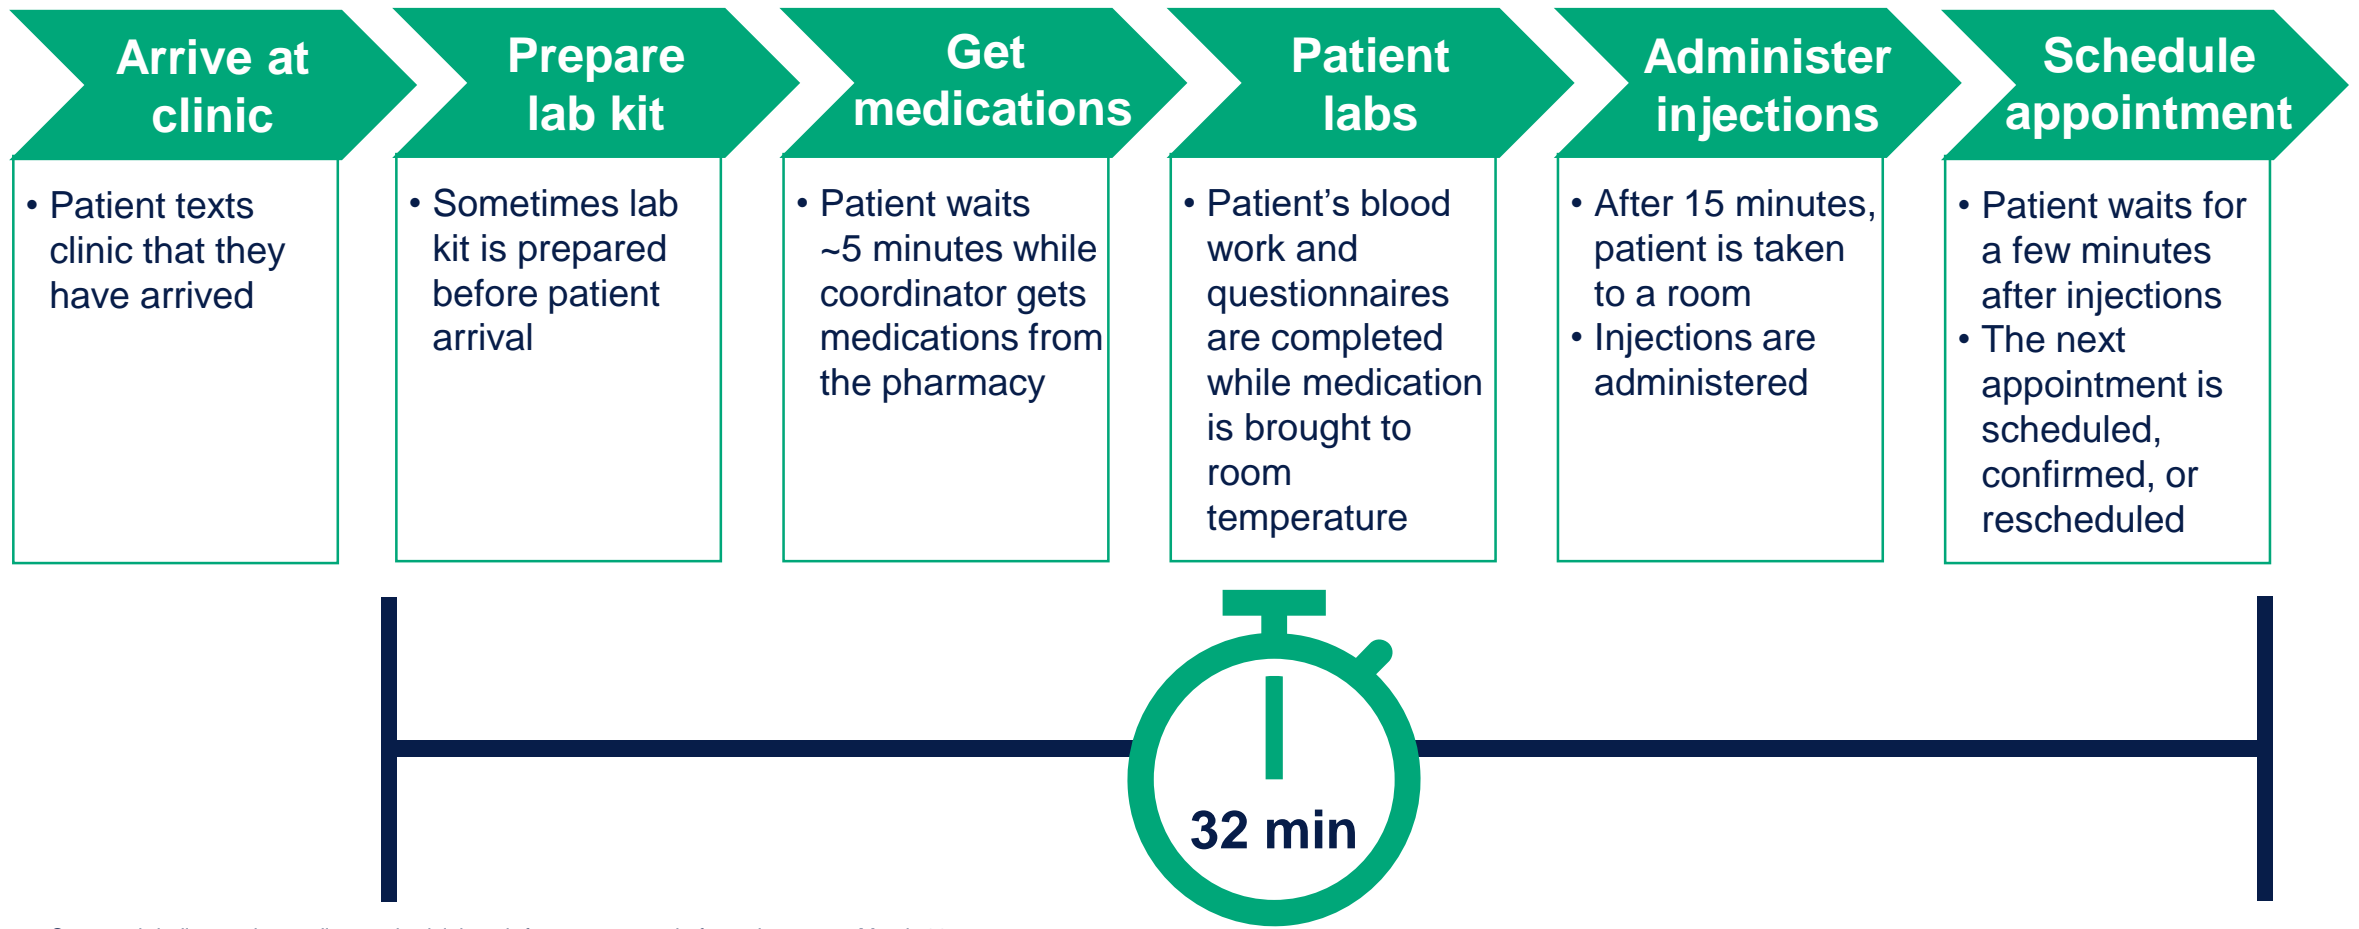 Arrive at
clinic
• Patient texts
clinic that they
have arrived
Prepare
lab kit
• Sometimes lab
kit is prepared
before patient
arrival
Get
medications
• Patient waits
~5 minutes while
coordinator gets
medications from
the pharmacy
Patient
labs
• Patient’s blood
work and
questionnaires
are completed
while medication
is brought to
room
temperature
Administer
injections
• After 15 minutes,
patient is taken
to a room
• Injections are
administered
Schedule
appointment
• Patient waits for
a few minutes
after injections
• The next
appointment is
scheduled,
confirmed, or
rescheduled
32 min